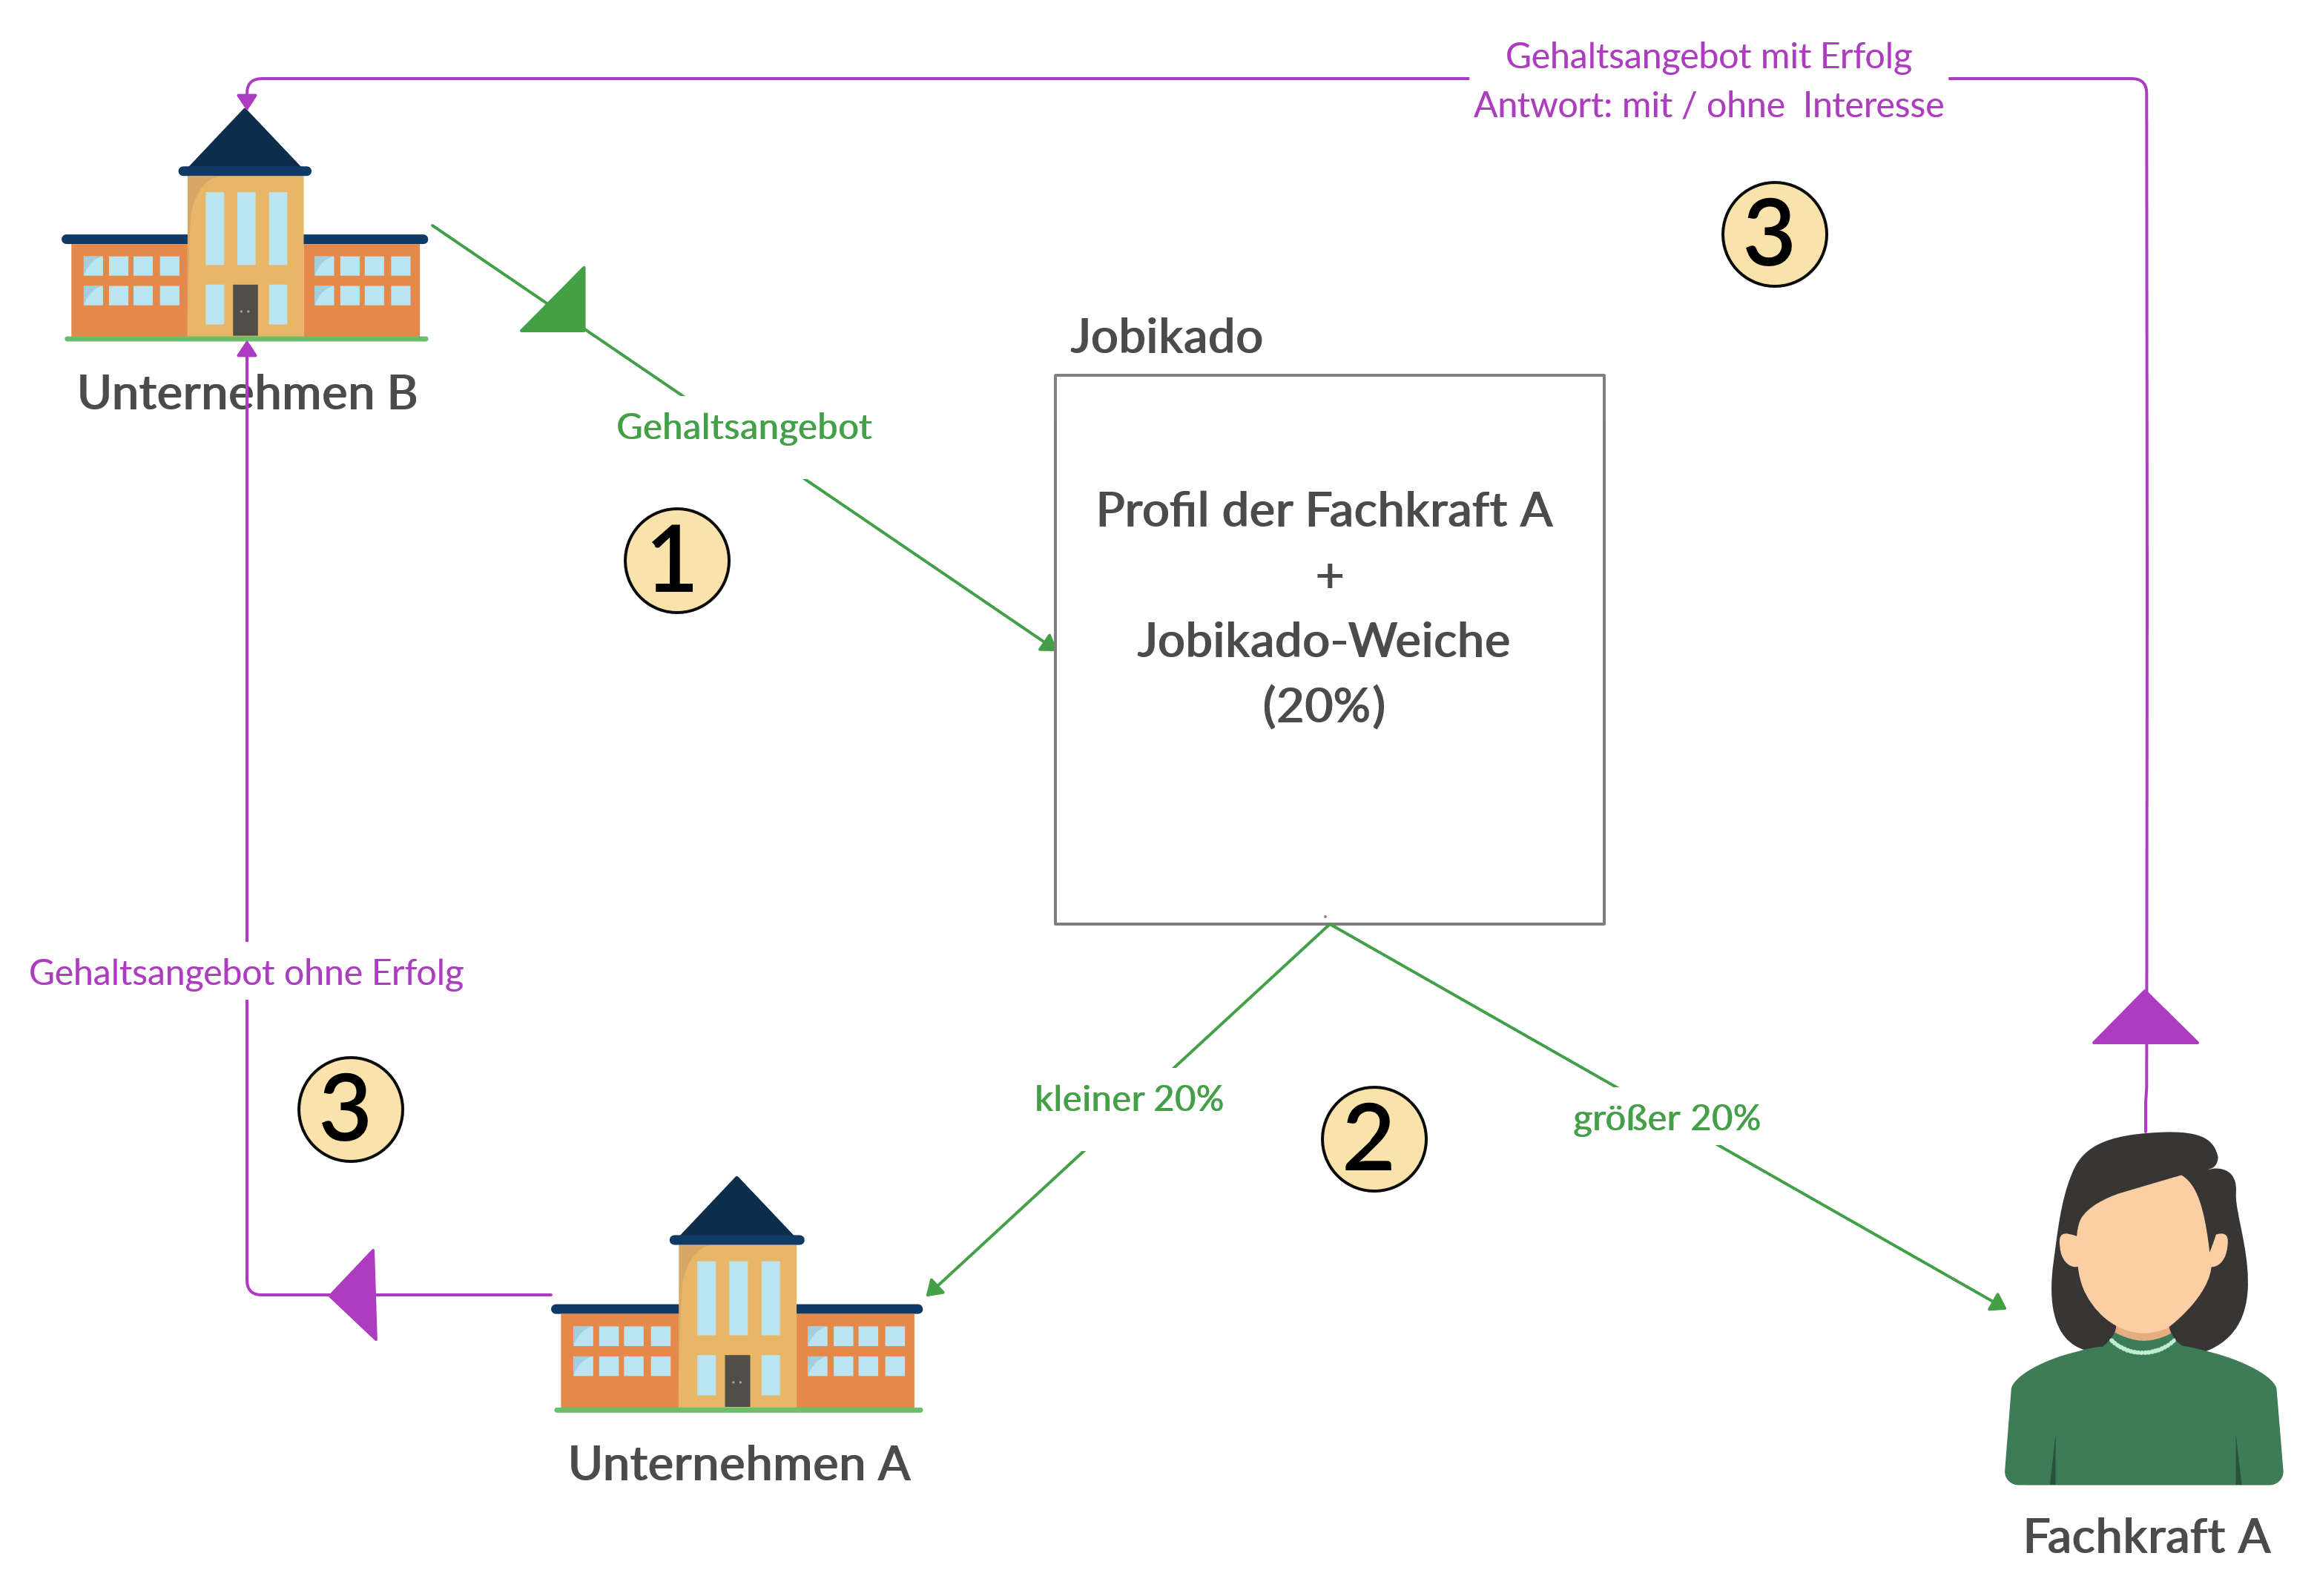 Gehaltsangebot mit Erfolg
Antwort: mit / ohne Interesse
3
Jobikado
Unternehmen B
Gehaltsangebot
1
Profil der Fachkraft A
+
Jobikado-Weiche
(20%)
Gehaltsangebot ohne Erfolg
3
kleiner 20%
2
größer 20%
Unternehmen A
Fachkraft A